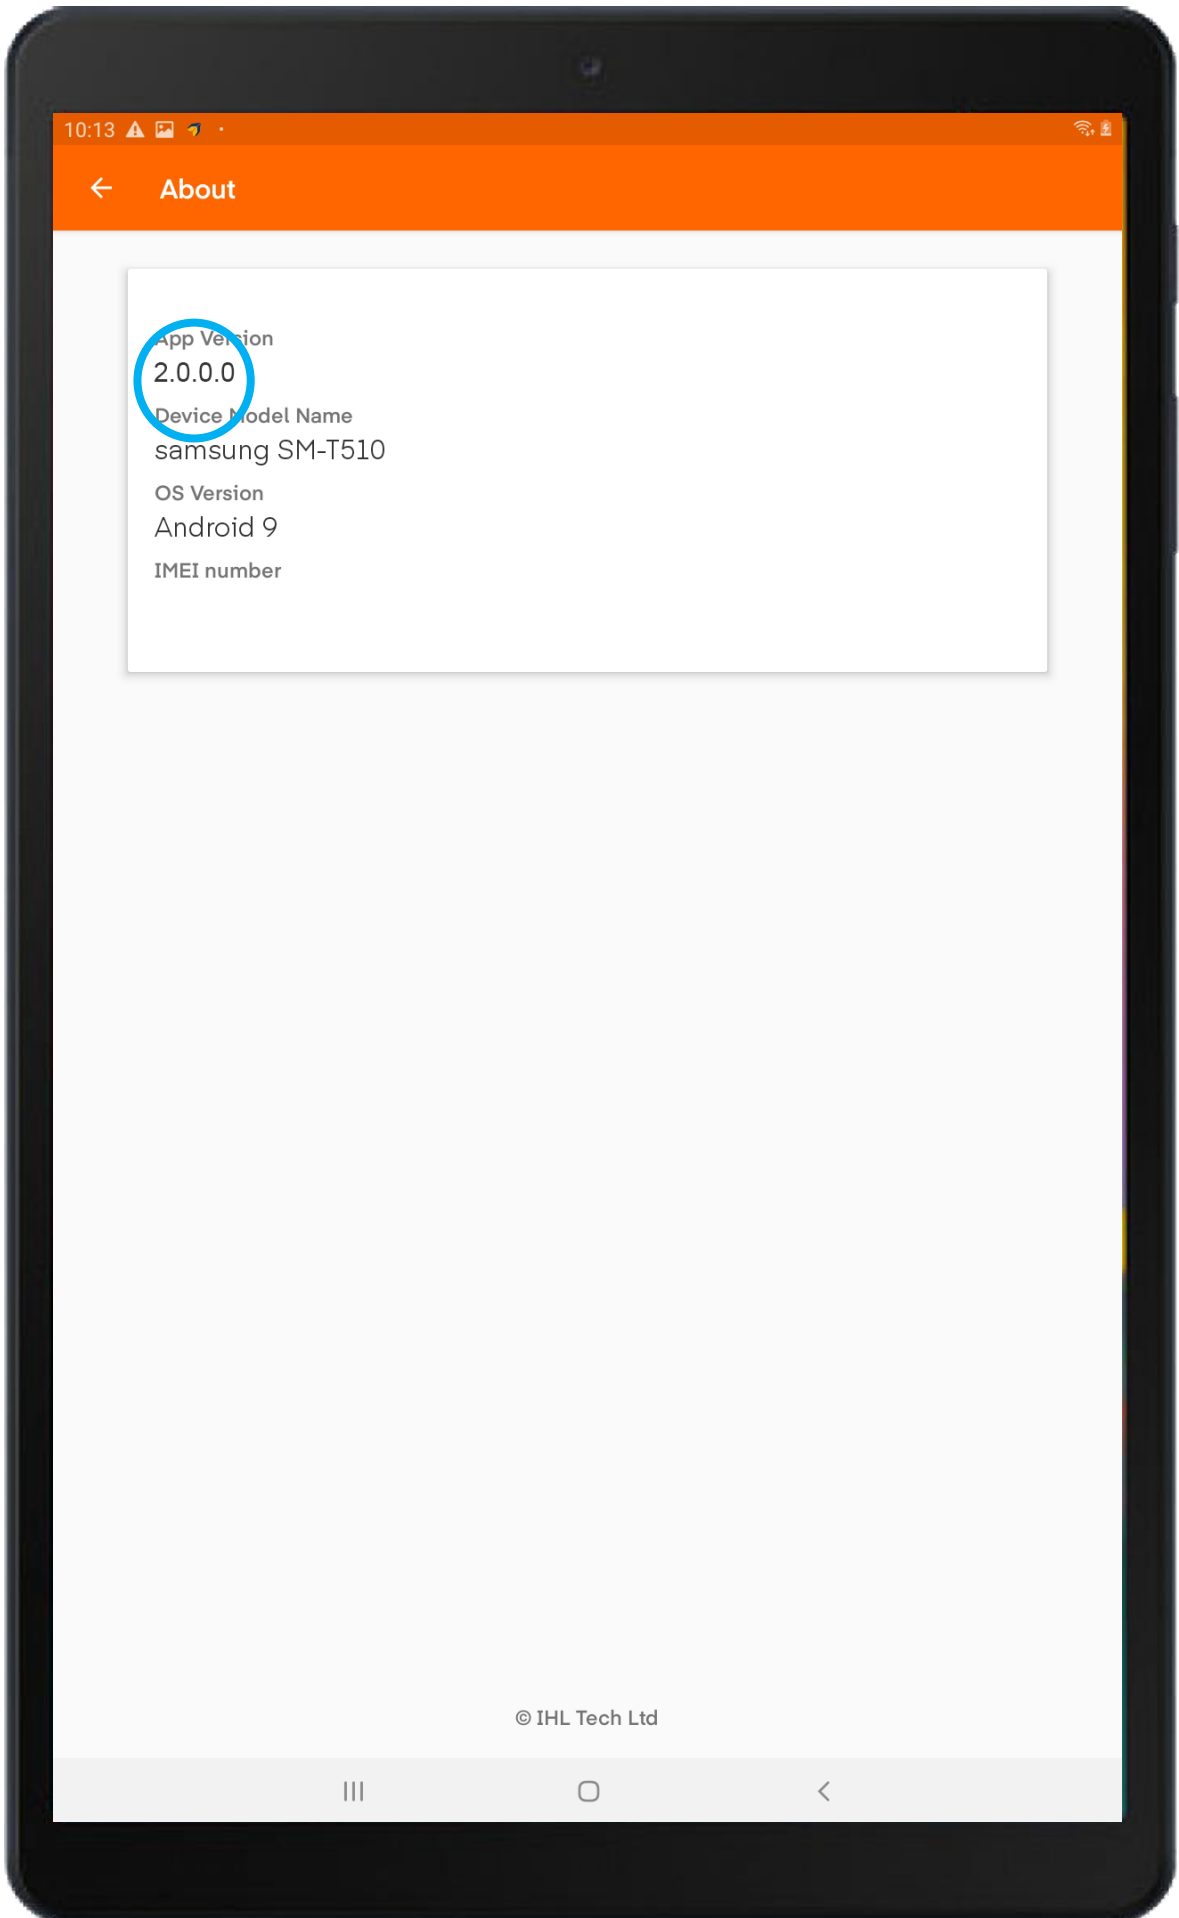 10:13
About
App Version
2.0.0.0
Device Model Name
samsung SM-T510
OS Version
Android 9
IMEI number
© IHL Tech Ltd